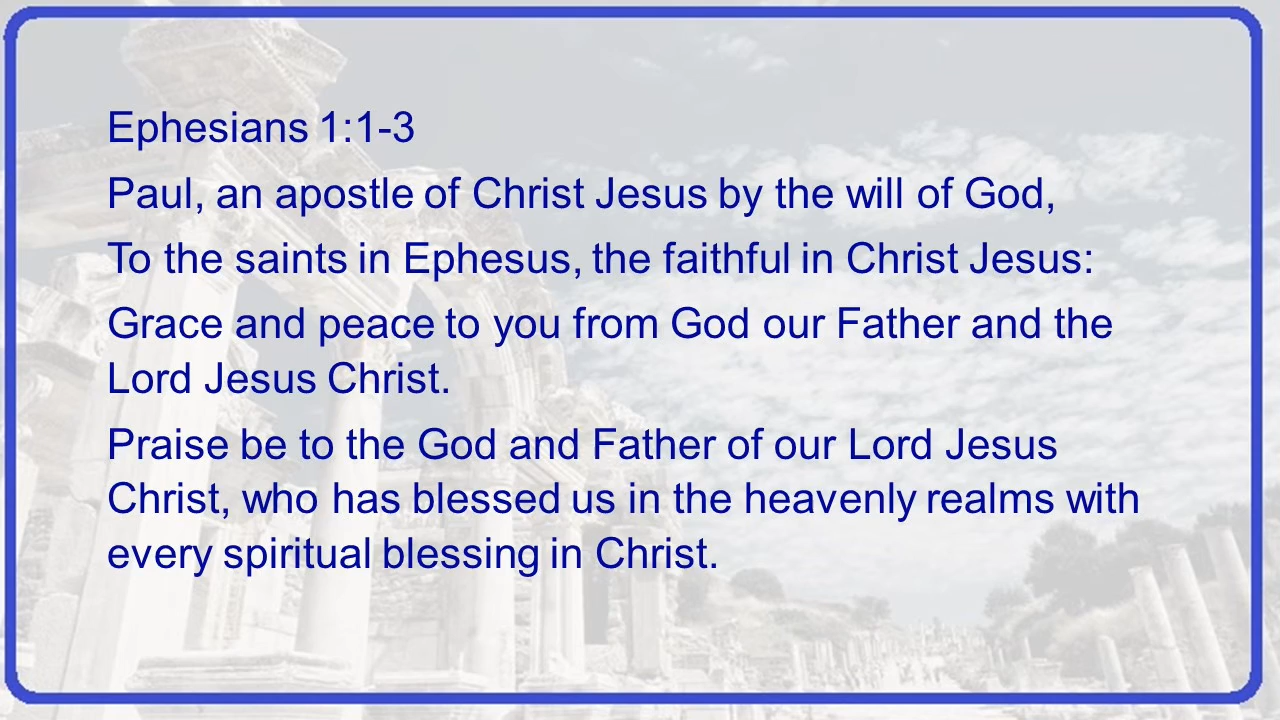 Ephesians 1:1-3
Paul, an apostle of Christ Jesus by the will of God,
To the saints in Ephesus, the faithful in Christ Jesus:
Grace and peace to you from God our Father and the
Lord Jesus Christ.
Praise be to the God and Father of our Lord Jesus
Christ, who has blessed us in the heavenly realms with
every spiritual blessing in Christ.